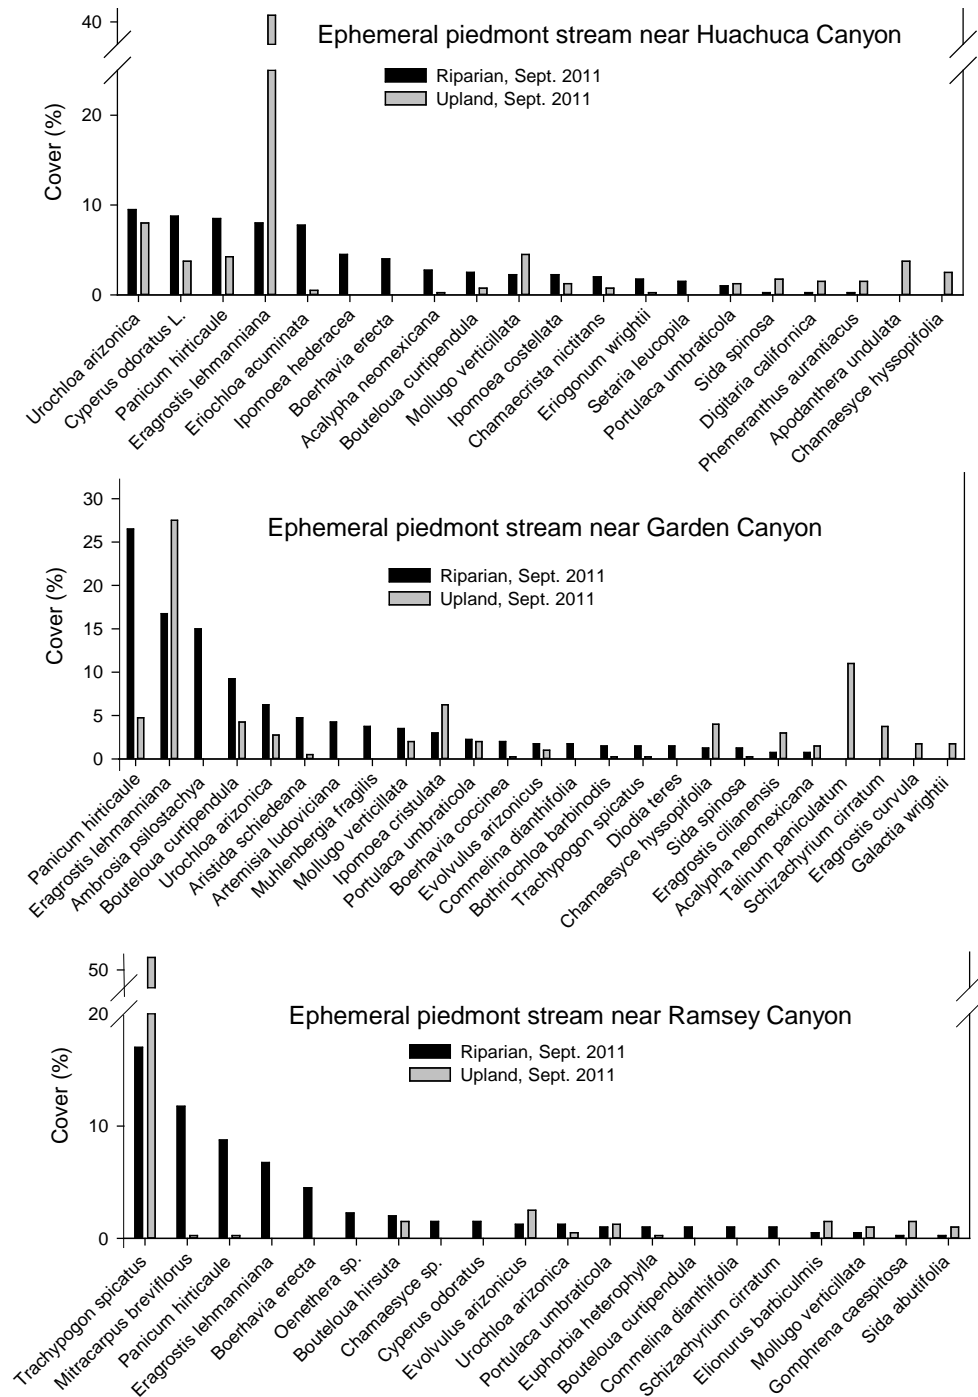 Ephemeral piedmont stream near Huachuca Canyon
Riparian, Sept. 2011
Upland, Sept. 2011
Cover (%)
40
20
10
0
Urochloa arizonica
Cyperus odoratus L.
Panicum hirticaule
Eragrostis lehmanniana
Eriochloa acuminata
Ipomoea hederacea
Boerhavia erecta
Acalypha neomexicana
Bouteloua curtipendula
Mollugo verticillata
Ipomoea costellata
Chamaecrista nictitans
Eriogonum wrightii
Setaria leucopila
Portulaca umbraticola
Sida spinosa
Digitaria californica
Phemeranthus aurantiacus
Apodanthera undulata
Chamaesyce hyssopifolia
Ephemeral piedmont stream near Garden Canyon
Riparian, Sept. 2011
Upland, Sept. 2011
Cover (%)
30
25
20
15
10
5
0
Panicum hirticaule
Eragrostis lehmanniana
Ambrosia psilostachya
Bouteloua curtipendula
Urochloa arizonica
Aristida schiedeana
Artemisia ludoviciana
Muhlenbergia fragilis
Mollugo verticillata
Ipomoea cristulata
Portulaca umbraticola
Boerhavia coccinea
Evolvulus arizonicus
Commelina dianthifolia
Bothriochloa barbinodis
Trachypogon spicatus
Diodia teres
Chamaesyce hyssopifolia
Sida spinosa
Eragrostis cilianensis
Acalypha neomexicana
Talinum paniculatum
Schizachyrium cirratum
Eragrostis curvula
Galactia wrightii
Ephemeral piedmont stream near Ramsey Canyon
Riparian, Sept. 2011
Upland, Sept. 2011
Cover (%)
50
20
10
0
Trachypogon spicatus
Mitracarpus breviflorus
Panicum hirticaule
Eragrostis lehmanniana
Boerhavia erecta
Oenethera sp.
Bouteloua hirsuta
Chamaesyce sp.
Cyperus odoratus
Evolvulus arizonicus
Urochloa arizonica
Portulaca umbraticola
Euphorbia heterophylla
Bouteloua curtipendula
Commelina dianthifolia
Schizachyrium cirratum
Elionurus barbiculmis
Mollugo verticillata
Gomphrena caespitosa
Sida abutifolia